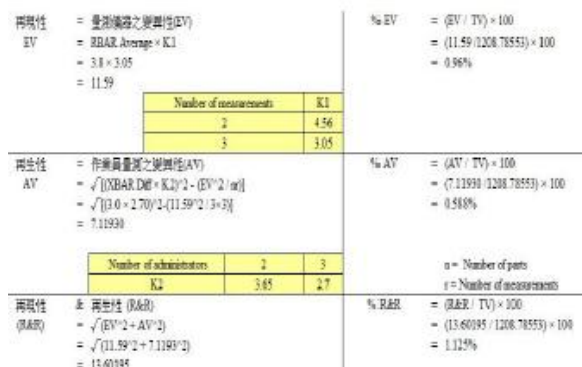 再現性 = 量測儀器之變異性(EV)
EV = RBAR Average × K1
= 3.8 × 3.05
= 11.59
% EV = (EV / TV) × 100
= (11.59 /1208.78553) × 100
= 0.96%
Number of measurements K1
2 4.56
3 3.05
再生性 = 作業員量測之變異性(AV)
AV = √[(XBAR Diff × K2)^2 - (EV^2 / nr)]
= √[(3.0 × 2.70)^2-(11.59^2 / 3×3)]
= 7.11930
% AV = (AV / TV) × 100
= (7.11930 /1208.78553) × 100
= 0.588%
Number of administrators 2 3
K2 3.65 2.7
n = Number of parts
r = Number of measurements
再現性 & 再生性 (R&R)
(R&R) = √(EV^2 + AV^2)
= √(11.59^2 + 7.1193^2)
= 13.60195
% R&R = (R&R / TV) × 100
= (13.60195 / 1208.78553) × 100
= 1.125%